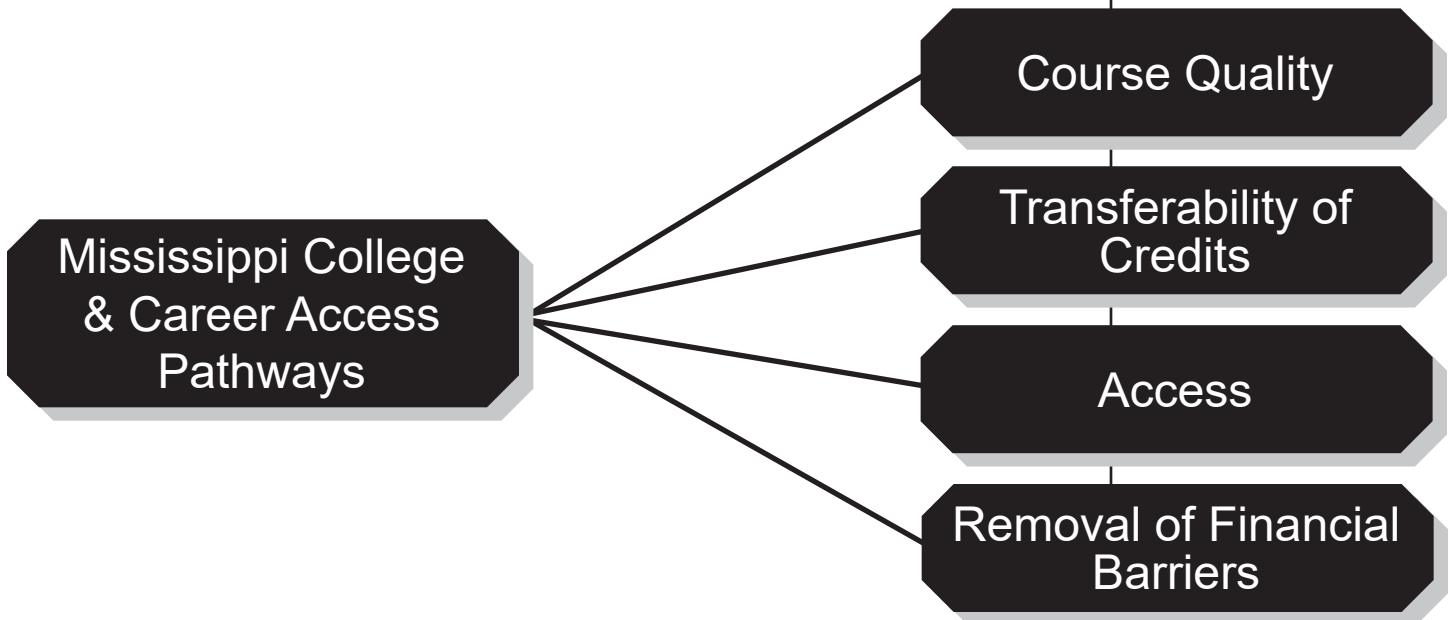 Course Quality
Transferability of
Credits
Mississippi College
& Career Access
Pathways
Access
Removal of Financial
Barriers